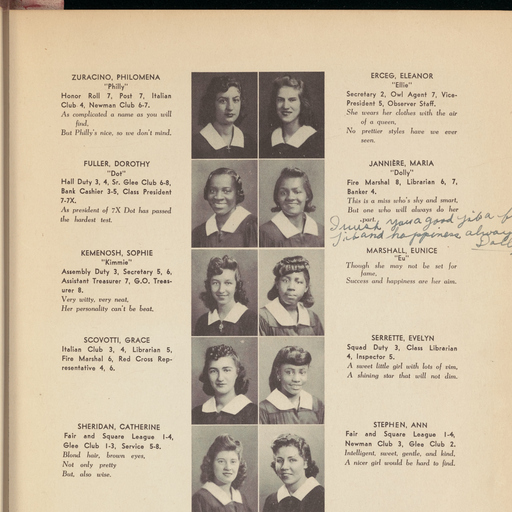 ZURACINO, PHILOMENA
"Philly"
Honor Roll 7, Post 7, Italian
Club 4, Newman Club 6-7.
As complicated a name as you will
find,
But Philly's nice, so we don't mind.
FULLER, DOROTHY
"Dot"
Hall Duty 3, 4, Sr. Glee Club 6-8,
Bank Cashier 3-5, Class President
7-7X.
As president of 7X Dot has passed
the hardest test.
KEMENOSH, SOPHIE
"Kimmie"
Assembly Duty 3, Secretary 5, 6,
Assistant Treasurer 7, G.O. Treas-
urer 8.
Very witty, very neat,
Her personality can't be beat.
SCOVOTTI, GRACE
Italian Club 3, 4, Librarian 5,
Fire Marshal 6, Red Cross Rep-
resentative 4, 6.
SHERIDAN, CATHERINE
Fair and Square League 1-4,
Glee Club 1-3, Service 5-8.
Blond hair, brown eyes,
Not only pretty
But, also wise.
ERCEG, ELEANOR
"Ellie"
Secretary 2, Owl Agent 7, Vice-
President 5, Observer Staff.
She wears her clothes with the air
of a queen,
No prettier styles have we ever
seen.
JANNIÈRE, MARIA
"Dolly"
Fire Marshal 8, Librarian 6, 7,
Banker 4.
This is a miss who's shy and smart,
But one who will always do her
part.
I wish you a good
and happiness always
Dolly
MARSHALL, EUNICE
"Eu"
Though she may not be set for
fame,
Success and happiness are her aim.
SERRETTE, EVELYN
Squad Duty 3, Class Librarian
4, Inspector 5.
A sweet little girl with lots of vim,
A shining star that will not dim.
STEPHEN, ANN
Fair and Square League 1-4,
Newman Club 3, Glee Club 2.
Intelligent, sweet, gentle, and kind,
A nicer girl would be hard to find.